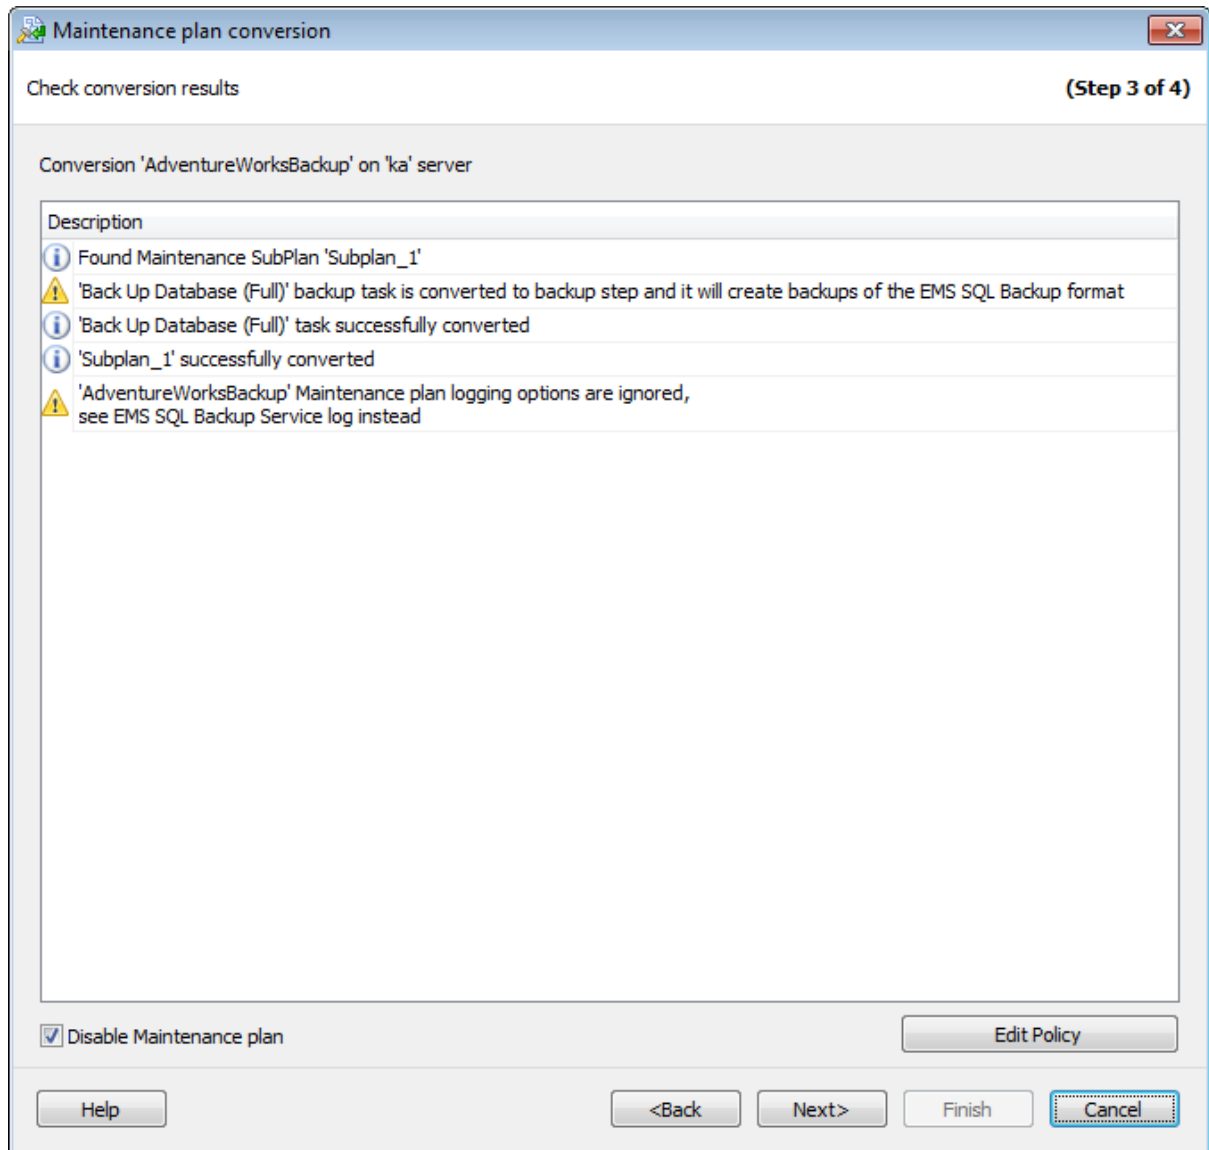 Maintenance plan conversion
Check conversion results
(Step 3 of 4)
Conversion 'AdventureWorksBackup' on 'ka' server
Description
Found Maintenance SubPlan 'Subplan_1'
'Back Up Database (Full)' backup task is converted to backup step and it will create backups of the EMS SQL Backup format
'Back Up Database (Full)' task successfully converted
'Subplan_1' successfully converted
'AdventureWorksBackup' Maintenance plan logging options are ignored,
see EMS SQL Backup Service log instead
Disable Maintenance plan
Edit Policy
Help
<Back
Next>
Finish
Cancel